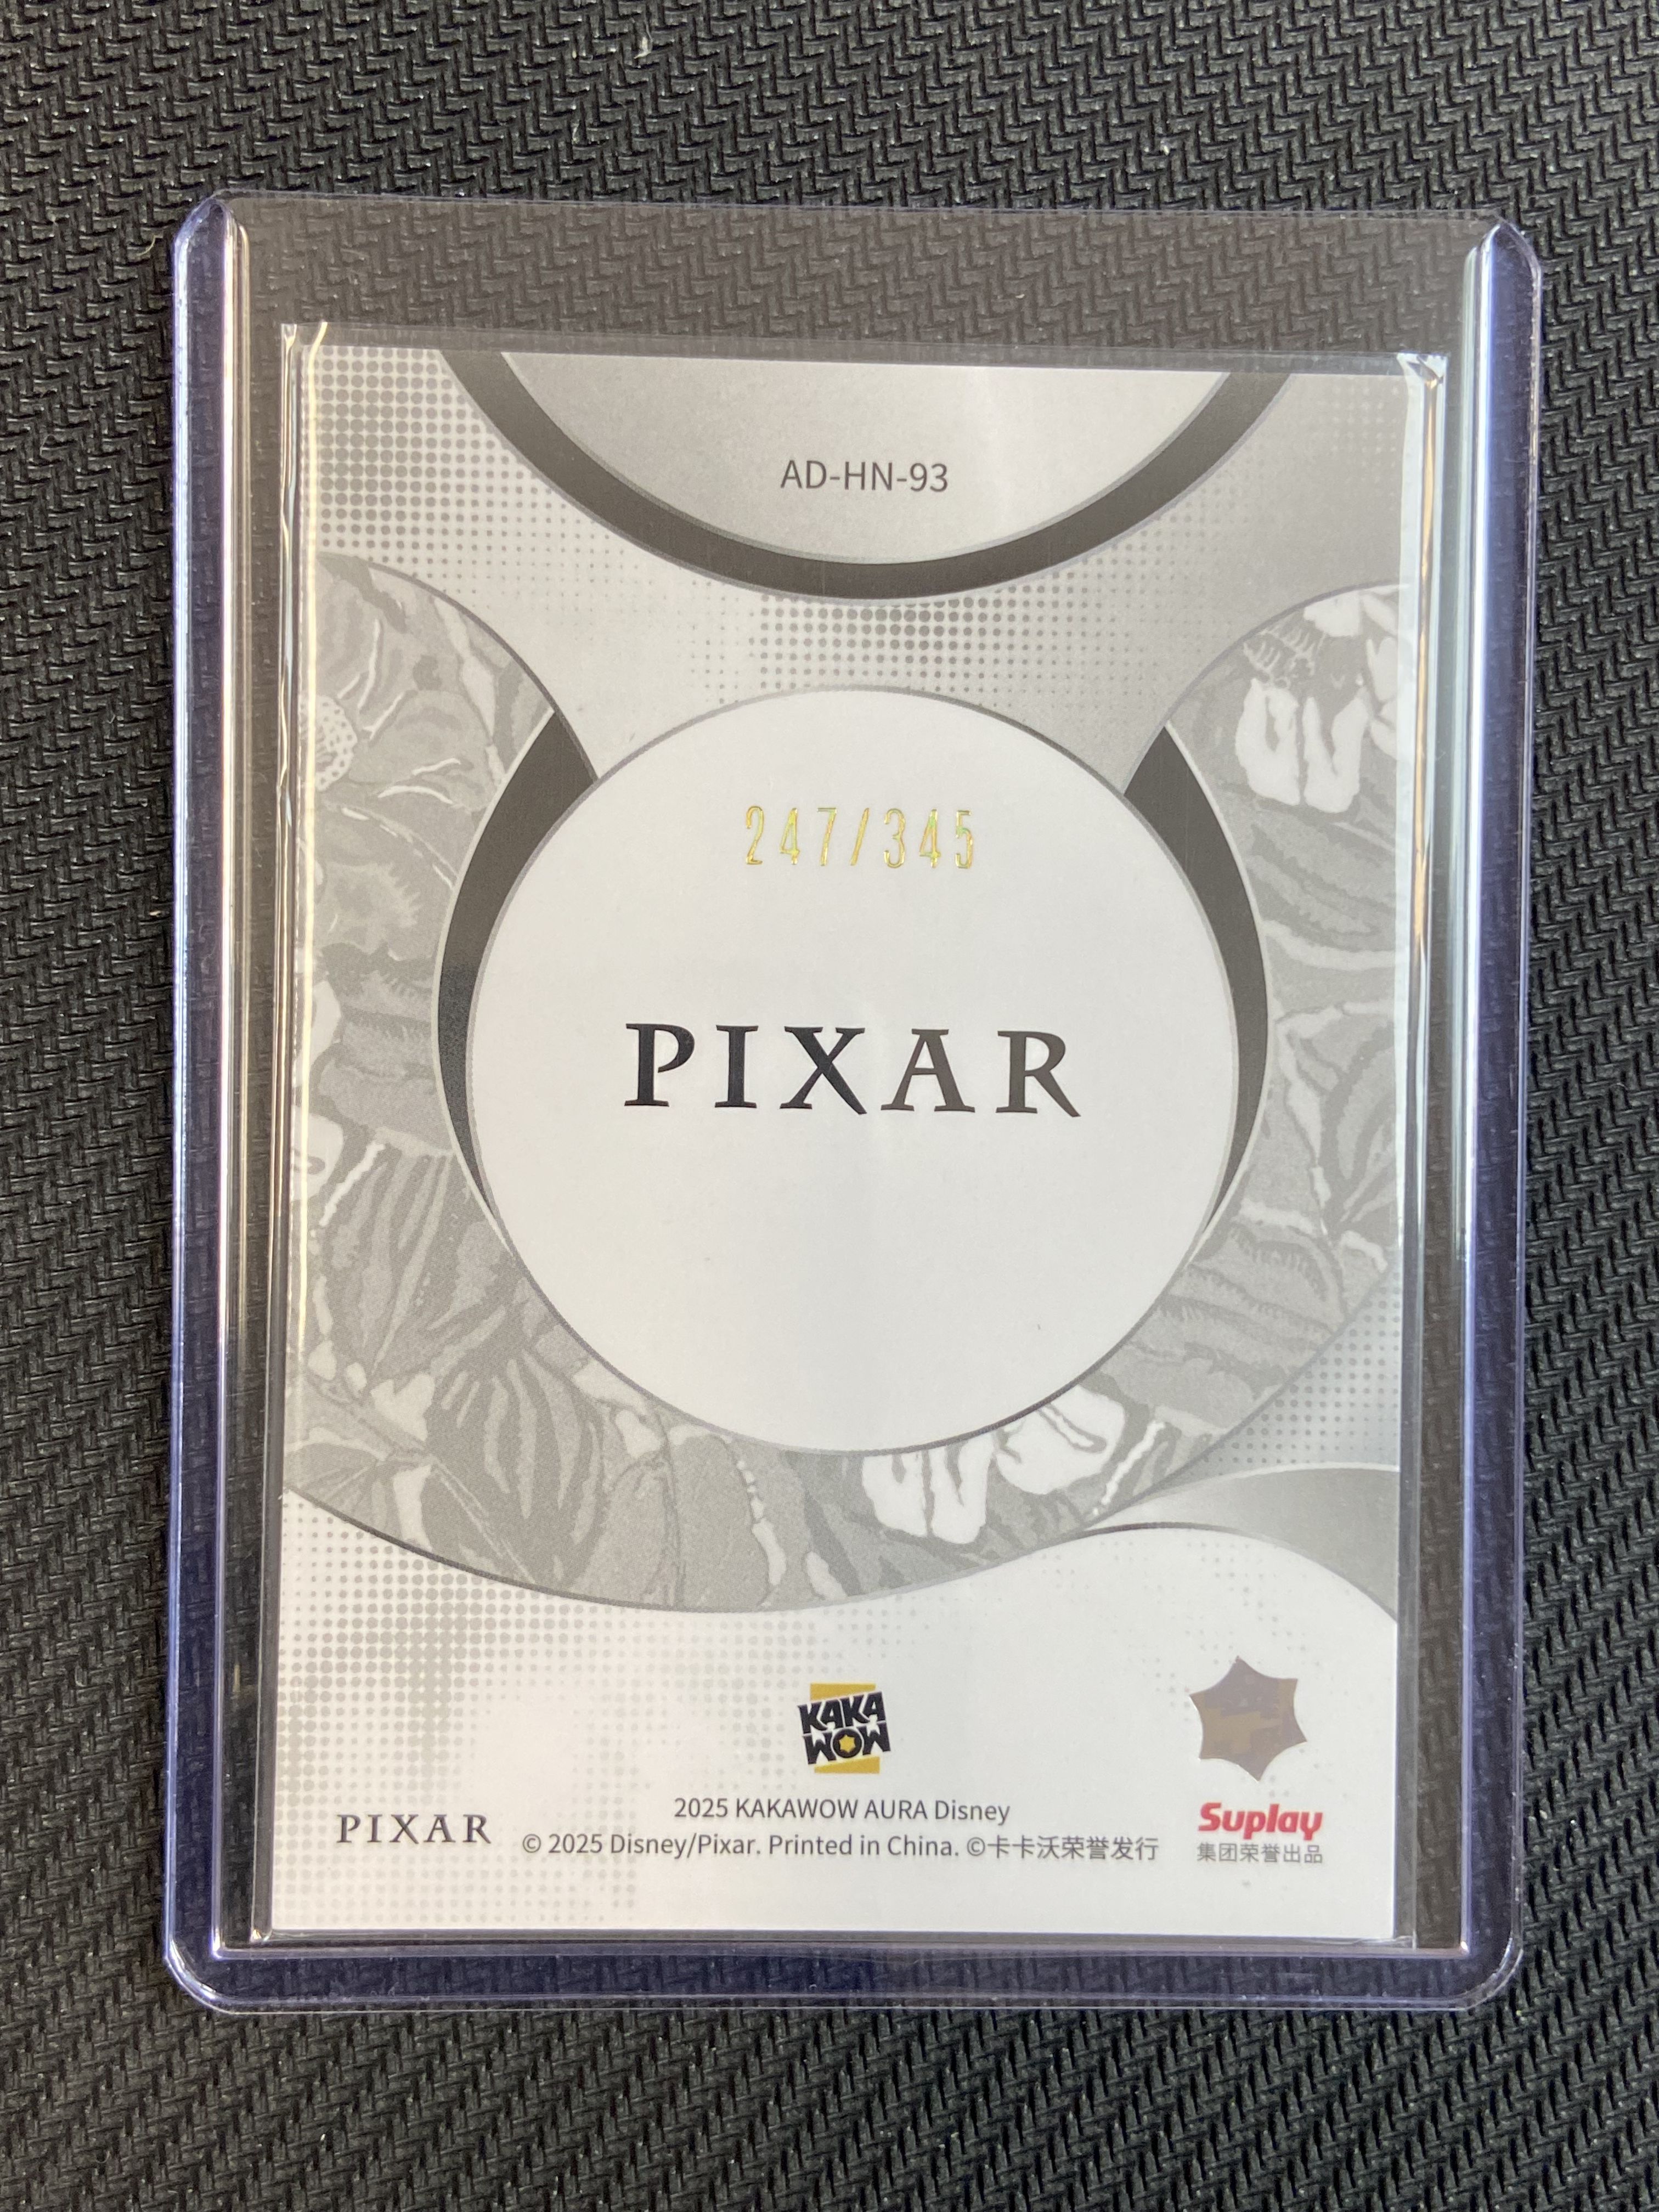 AD-HN-93
247/345
PIXAR
KAKA
WOW
2025 KAKAWOW AURA Disney
PIXAR
© 2025 Disney/Pixar. Printed in China. ©卡卡沃荣誉发行
Suplay
集团荣誉出品